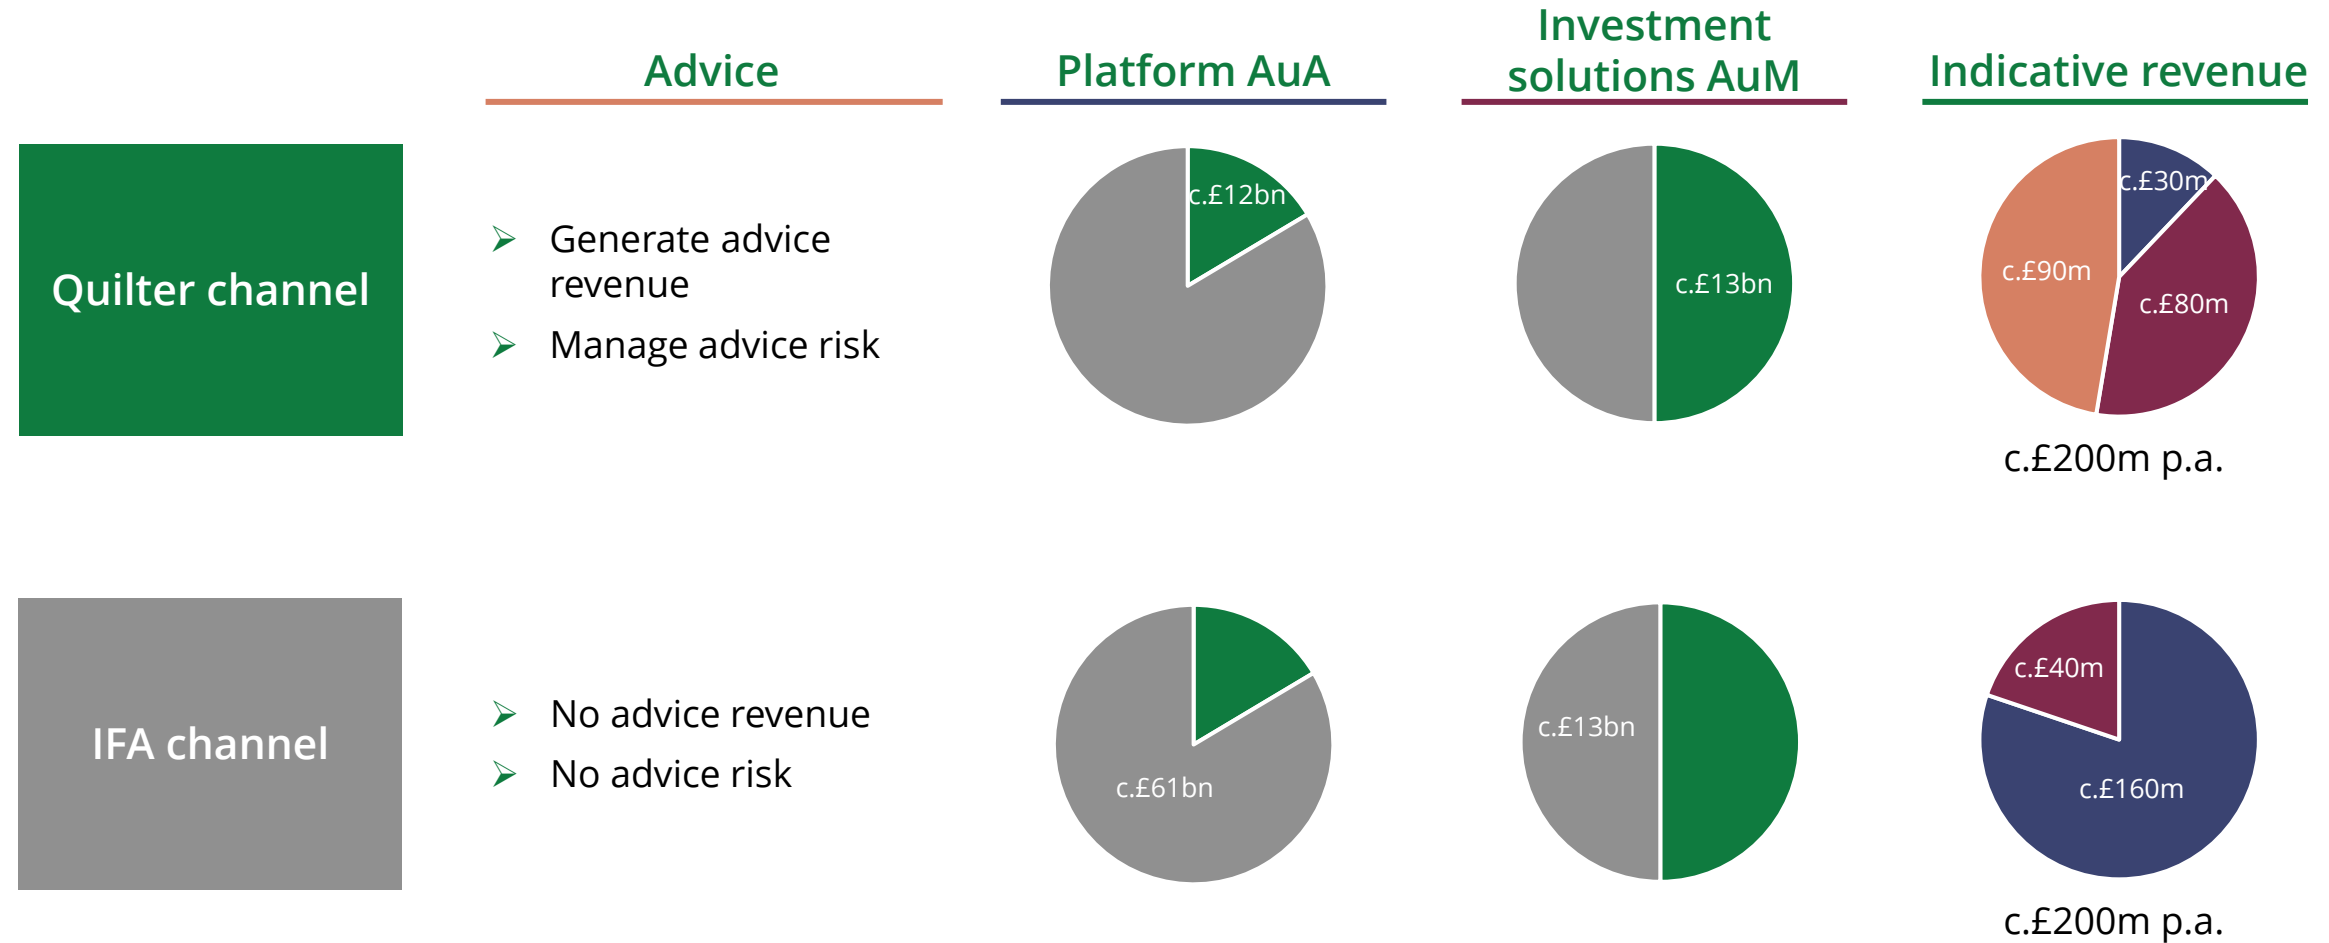 Advice
Platform AuA
Investment
solutions AuM
Indicative revenue
Quilter channel
Generate advice
revenue
Manage advice risk
c.£12bn
c.£13bn
c.£30m
c.£80m
c.£90m
c.£200m p.a.
IFA channel
No advice revenue
No advice risk
c.£61bn
c.£13bn
c.£40m
c.£160m
c.£200m p.a.